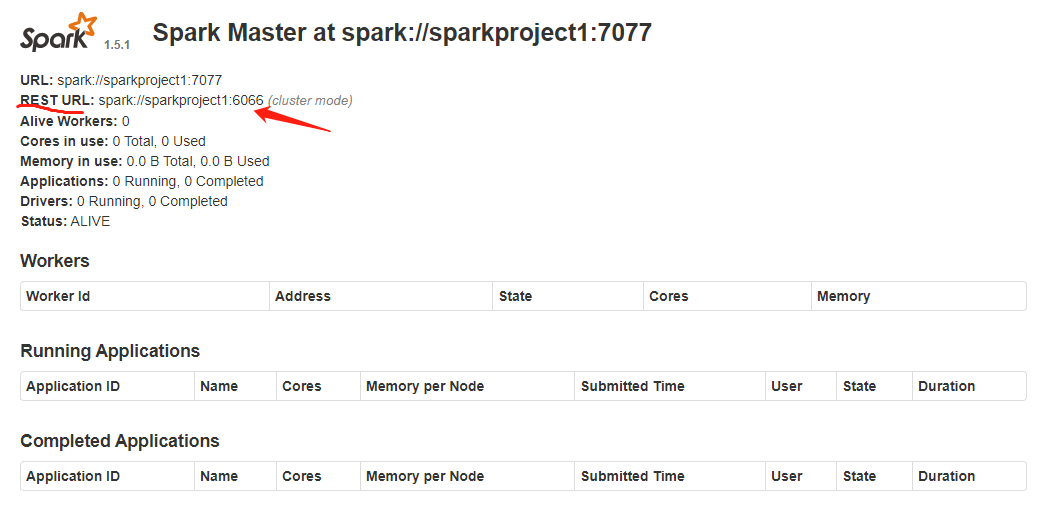 Spark 1.5.1 Spark Master at spark://sparkproject1:7077
URL: spark://sparkproject1:7077
REST URL: spark://sparkproject1:6066 (cluster mode)
Alive Workers: 0
Cores in use: 0 Total, 0 Used
Memory in use: 0.0 B Total, 0.0 B Used
Applications: 0 Running, 0 Completed
Drivers: 0 Running, 0 Completed
Status: ALIVE
Workers
Worker Id Address State Cores Memory
Running Applications
Application ID Name Cores Memory per Node Submitted Time User State Duration
Completed Applications
Application ID Name Cores Memory per Node Submitted Time User State Duration